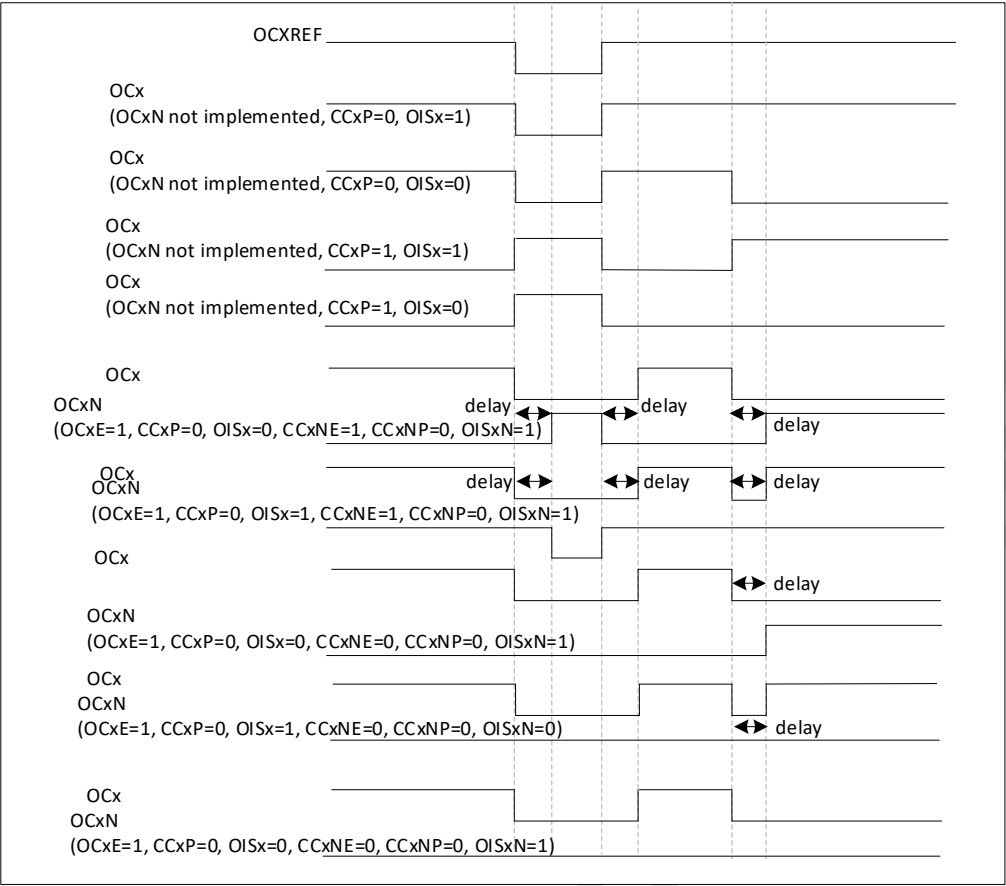 OCXREF
OCx
(OCxN not implemented, CCxP=0, OISx=1)
OCx
(OCxN not implemented, CCxP=0, OISx=0)
OCx
(OCxN not implemented, CCxP=1, OISx=1)
OCx
(OCxN not implemented, CCxP=1, OISx=0)
OCx
OCxN
delay
delay
delay
(OCxE=1, CCxP=0, OISx=0, CCxNE=1, CCxNP=0, OISxN=1)
OCx
OCxN
delay
delay
delay
(OCxE=1, CCxP=0, OISx=1, CCxNE=1, CCxNP=0, OISxN=1)
OCx
delay
OCxN
(OCxE=1, CCxP=0, OISx=0, CCxNE=0, CCxNP=0, OISxN=1)
OCx
OCxN
(OCxE=1, CCxP=0, OISx=1, CCxNE=0, CCxNP=0, OISxN=0)
delay
OCx
OCxN
(OCxE=1, CCxP=0, OISx=0, CCxNE=0, CCxNP=0, OISxN=1)